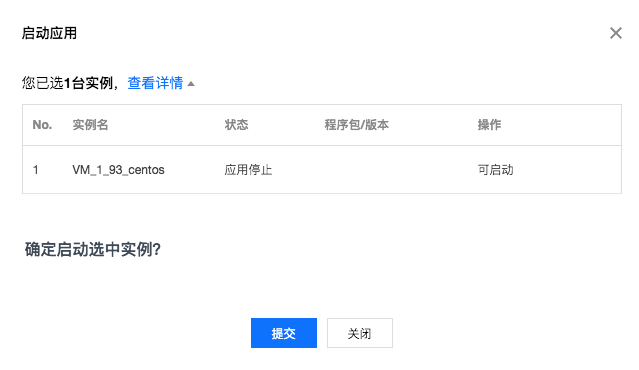 启动应用
您已选1台实例，查看详情
No. 实例名 状态 程序包/版本 操作
1 VM_1_93_centos 应用停止 可启动
确定启动选中实例?
提交 关闭